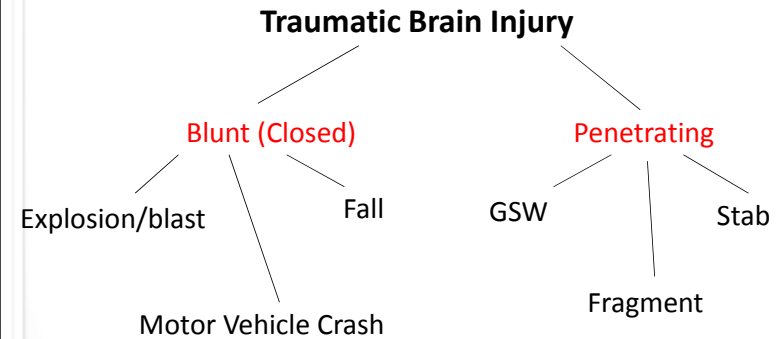 Traumatic Brain Injury
Blunt (Closed)
Penetrating
Explosion/blast
Fall
GSW
Stab
Motor Vehicle Crash
Fragment